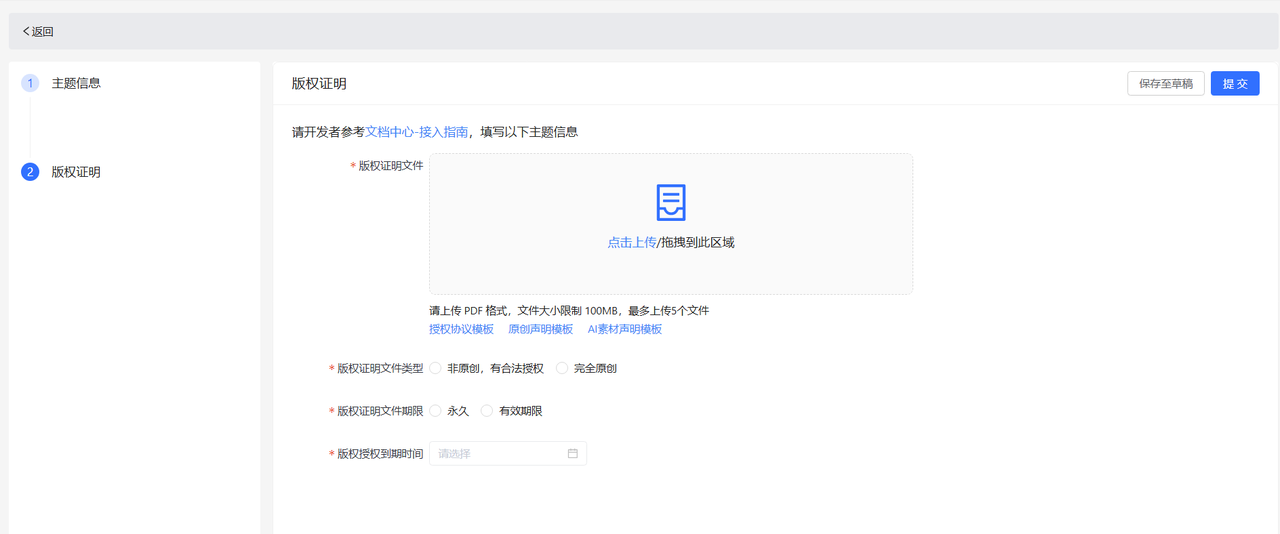 返回
1 主题信息
2 版权证明
版权证明
保存至草稿 提交
请开发者参考文档中心-接入指南，填写以下主题信息
* 版权证明文件
点击上传/拖拽到此区域
请上传 PDF 格式，文件大小限制 100MB，最多上传5个文件
授权协议模板 原创声明模板 AI素材声明模板
* 版权证明文件类型 非原创，有合法授权 完全原创
* 版权证明文件期限 永久 有效期限
* 版权授权到期时间 请选择